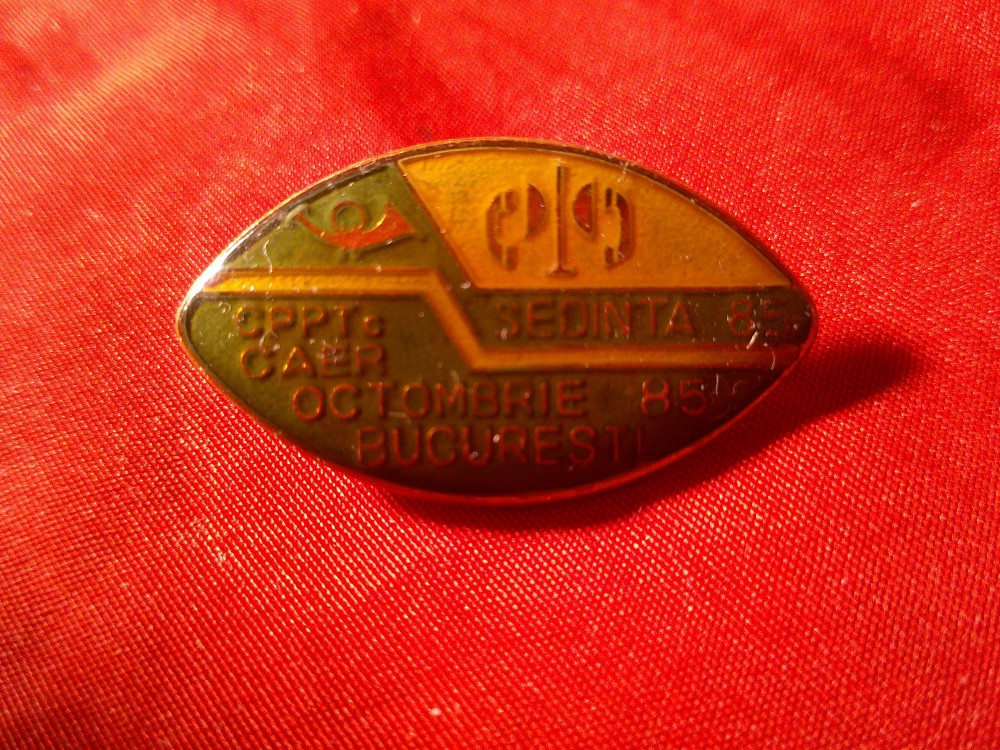 CPPTc
SEDINTA 85
CAER
OCTOMBRIE 85
BUCURESTI